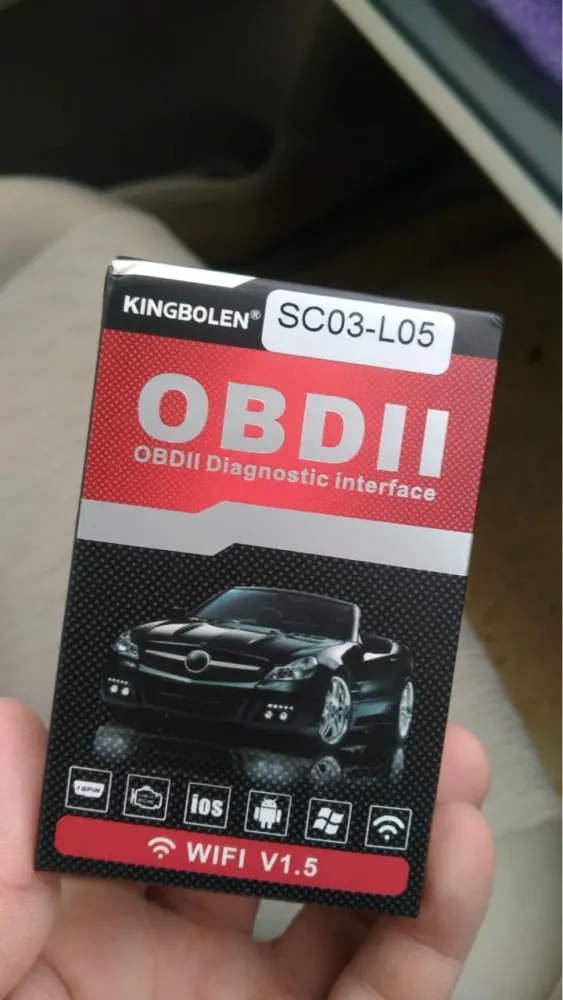 KINGBOLEN®
SC03-L05
OBDII
OBDII Diagnostic interface
16PIN
ios
WIFI V1.5